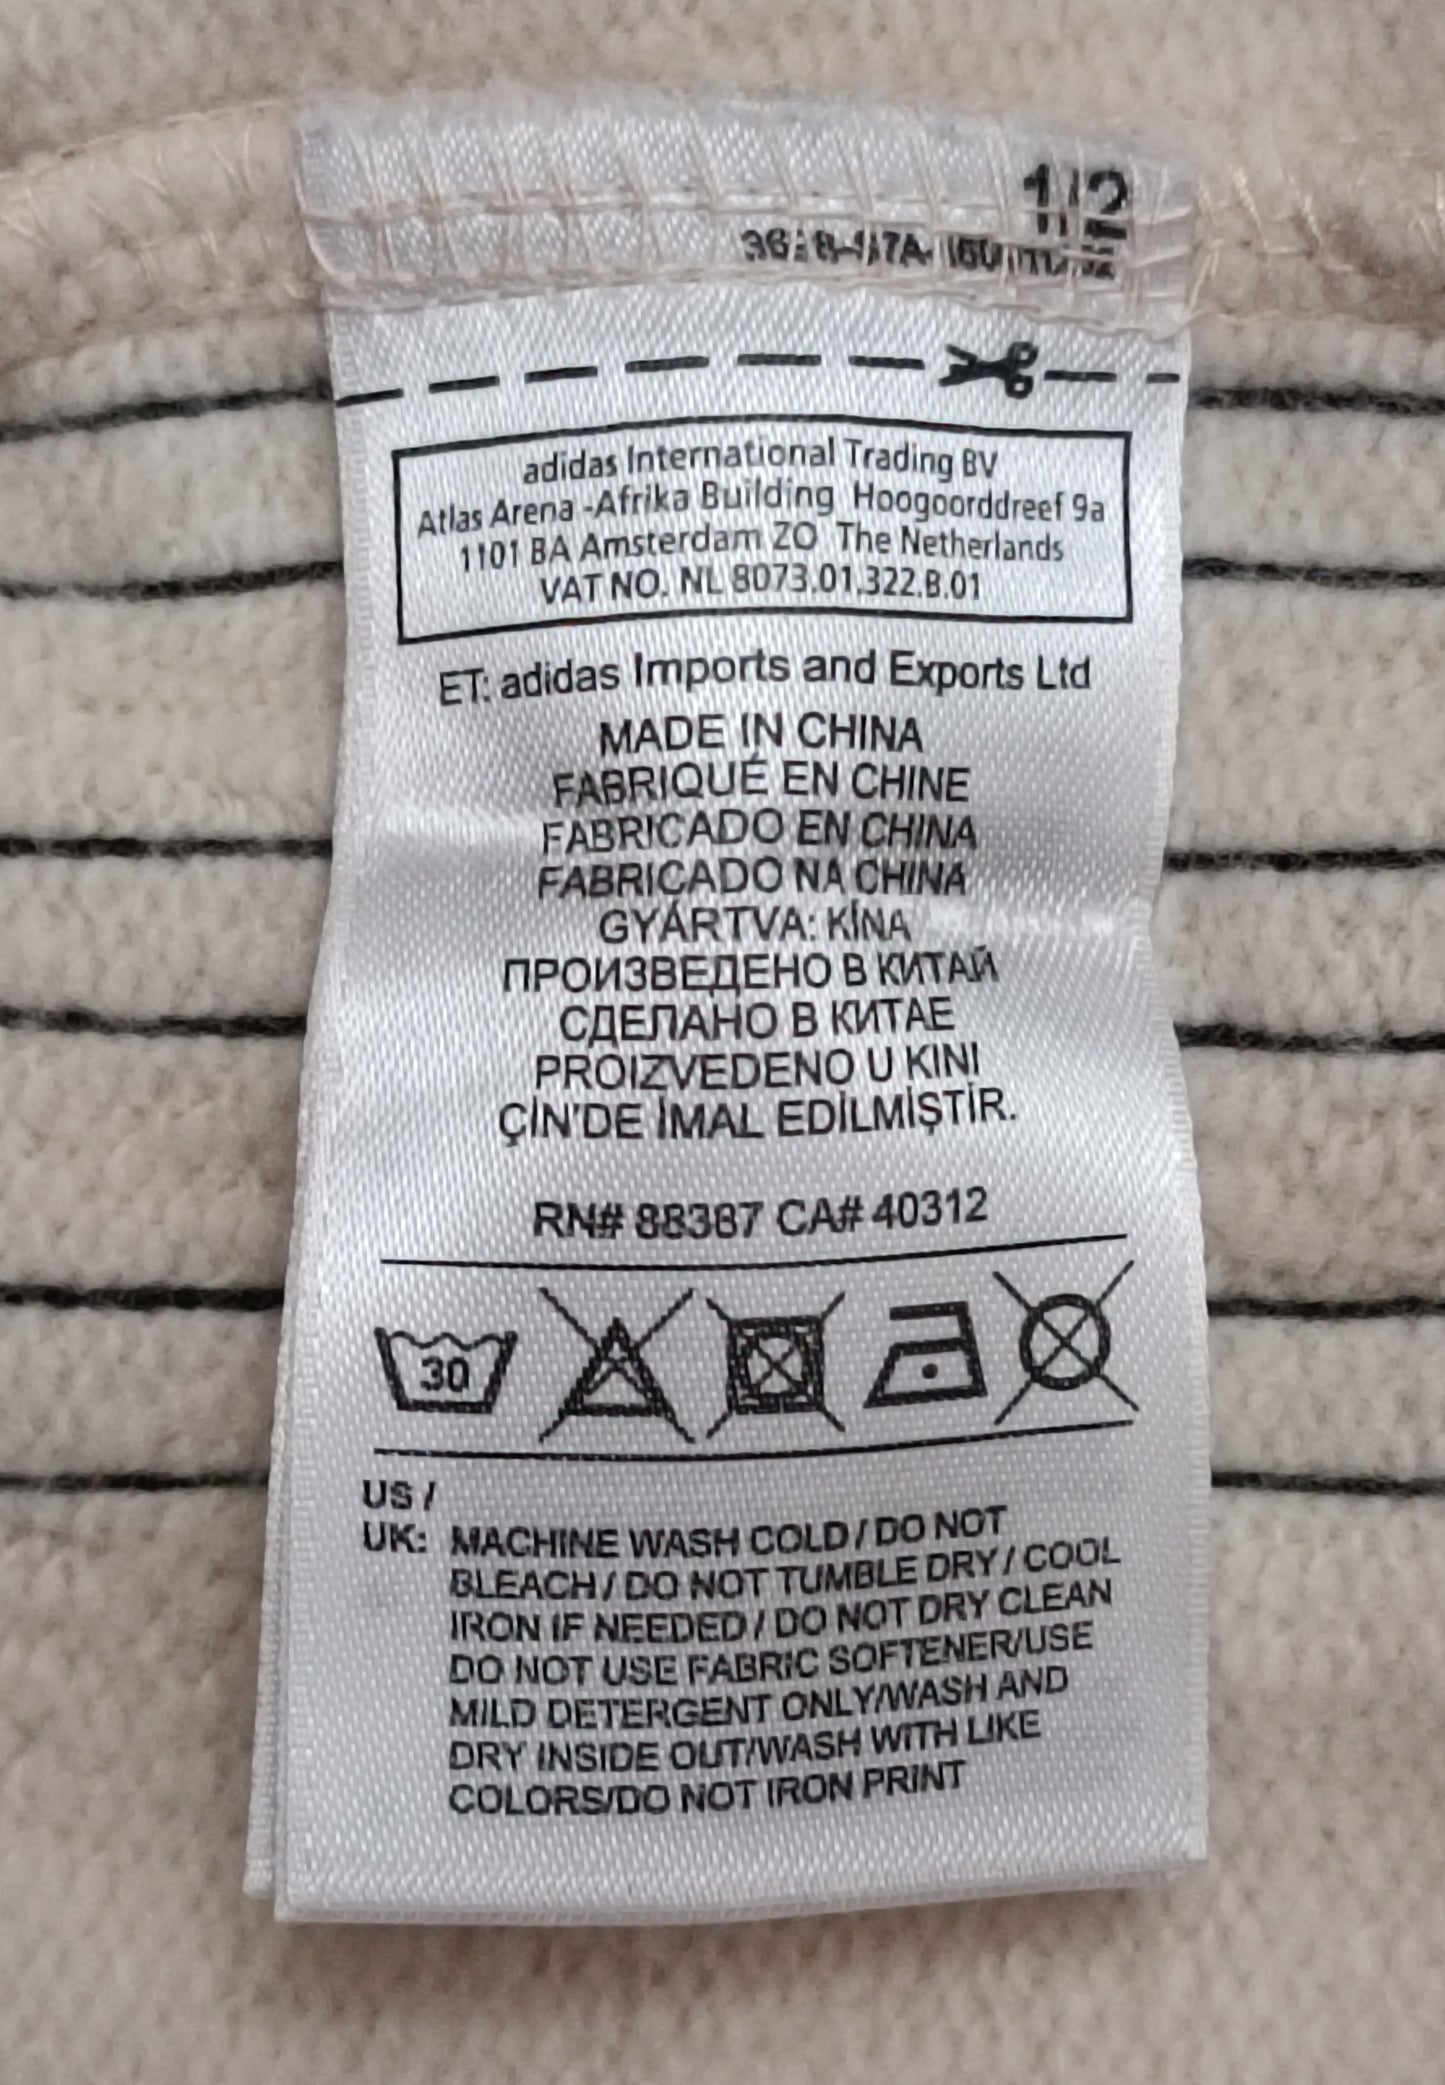 1/2
adidas International Trading BV
Atlas Arena -Afrika Building Hoogoorddreef 9a
1101 BA Amsterdam ZO The Netherlands
VAT NO. NL 8073.01.322.B.01
ET: adidas Imports and Exports Ltd
MADE IN CHINA
FABRIQUÉ EN CHINE
FABRICADO EN CHINA
FABRICADO NA CHINA
GYÁRTVA: KÍNA
ПРОИЗВЕДЕНО В КИТАЙ
СДЕЛАНО В КИТАЕ
PROIZVEDENO U KINI
ÇİN'DE İMAL EDİLMİŞTİR.
RN# 88387 CA# 40312
30
US /
UK: MACHINE WASH COLD / DO NOT
BLEACH / DO NOT TUMBLE DRY / COOL
IRON IF NEEDED / DO NOT DRY CLEAN
DO NOT USE FABRIC SOFTENER/USE
MILD DETERGENT ONLY/WASH AND
DRY INSIDE OUT/WASH WITH LIKE
COLORS/DO NOT IRON PRINT